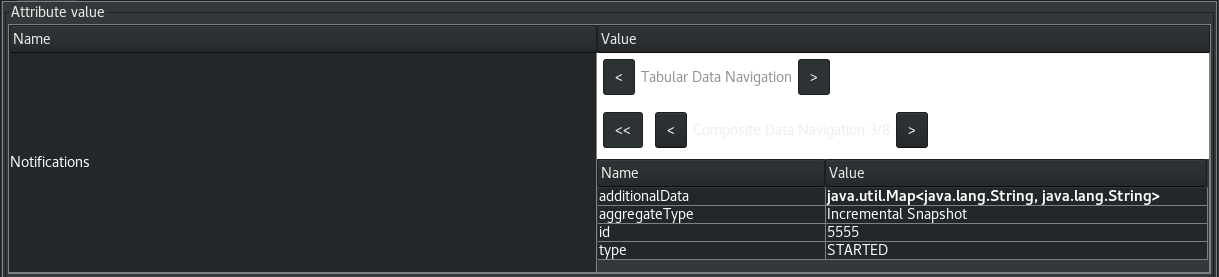 Attribute value
Name Value
< Tabular Data Navigation >
<< < Composite Data Navigation 3/8 >
Notifications
Name Value
additionalData java.util.Map<java.lang.String, java.lang.String>
aggregateType Incremental Snapshot
id 5555
type STARTED